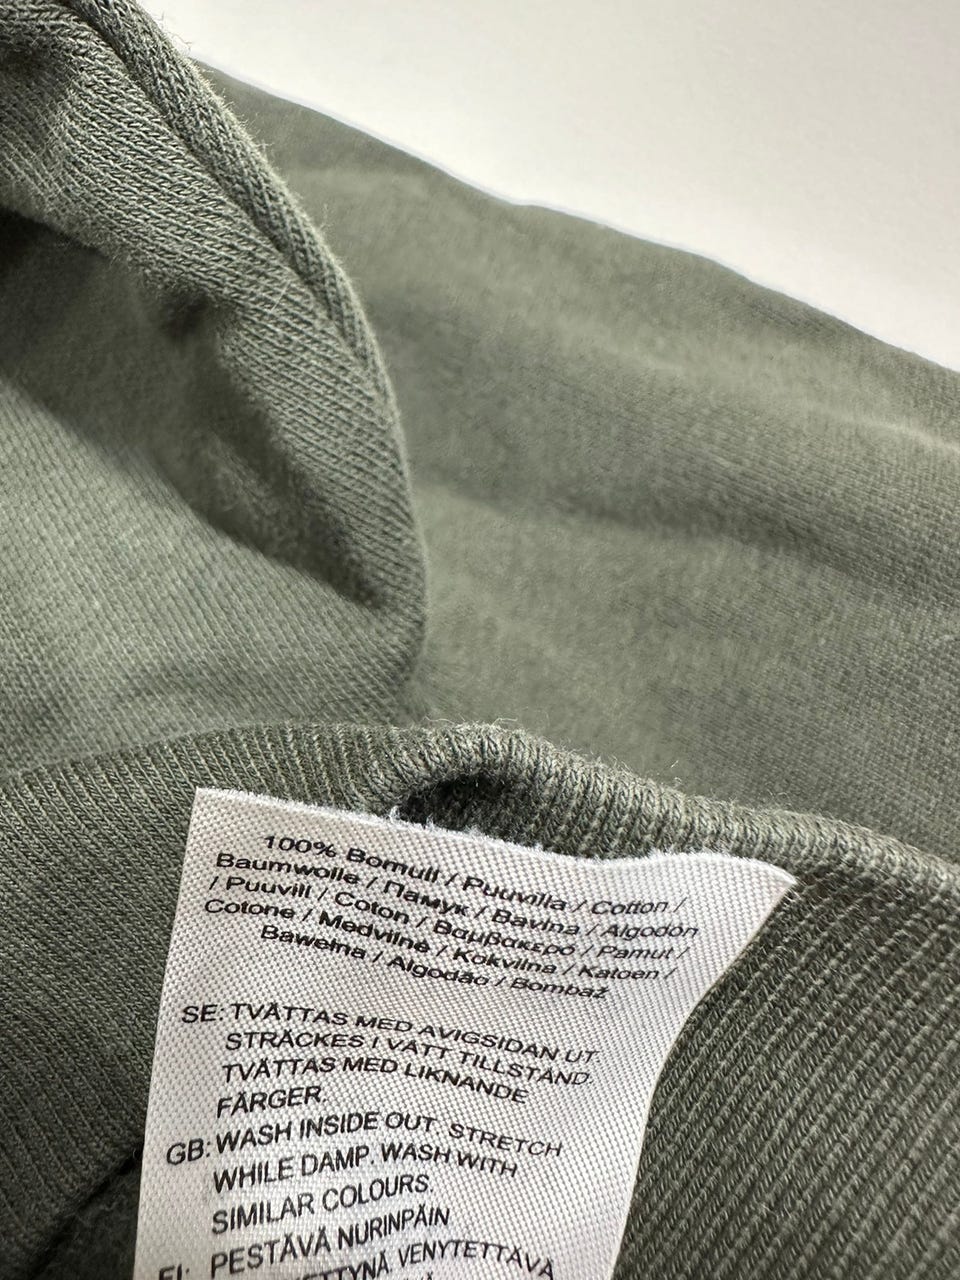 100% Bomull / Puuvilla / Cotton /
Baumwolle / Памук / Bavlna / Algodón
/ Puuvill / Coton / Βαμβακερό / Pamut /
Cotone / Medvilnė / Kokvilna / Katoen /
Bawełna / Algodão / Bombaž
SE: TVÄTTAS MED AVIGSIDAN UT
STRÄCKES I VÅTT TILLSTÅND.
TVÄTTAS MED LIKNANDE
FÄRGER.
GB: WASH INSIDE OUT STRETCH
WHILE DAMP. WASH WITH
SIMILAR COLOURS.
FI: PESTÄVÄ NURINPÄIN
VENYTETTÄVÄ